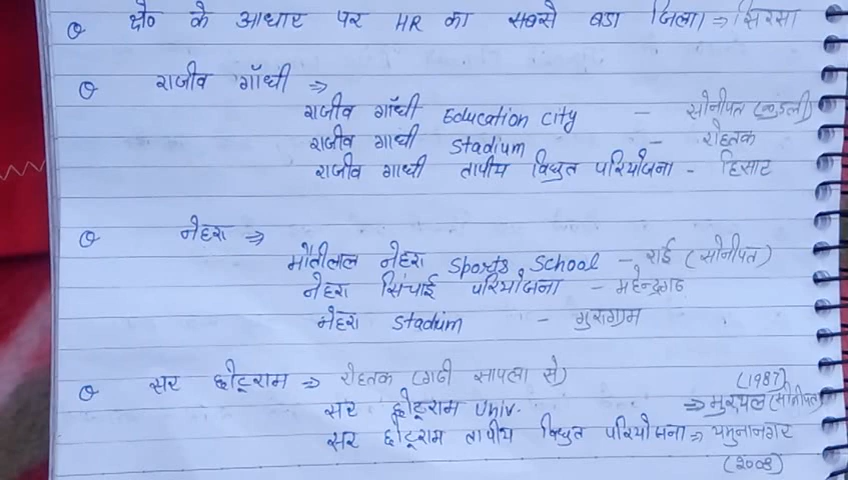 Q क्षे० के आधार पर HR का सबसे बडा जिला ⇒ सिरसा
Q राजीव गाँधी ⇒
राजीव गाँधी Education City - सोनीपत (कुंडली)
राजीव गाधी Stadium - रोहतक
राजीव गाधी तापीय विधुत परियोजना - हिसार
Q नेहरा ⇒
मोतीलाल नेहरा Sports School - राई (सोनीपत)
नेहरा सिंचाई परियोजना - महेन्द्रगढ
नेहरा Stadium - गुरुग्राम
Q सर छोटूराम ⇒ रोहतक (गढी सापला से)
(1987)
सर छोटूराम Univ. ⇒ मुरथल (सोनीपत)
सर छोटूराम तापीय विधुत परियोजना ⇒ यमुनानगर
(2008)